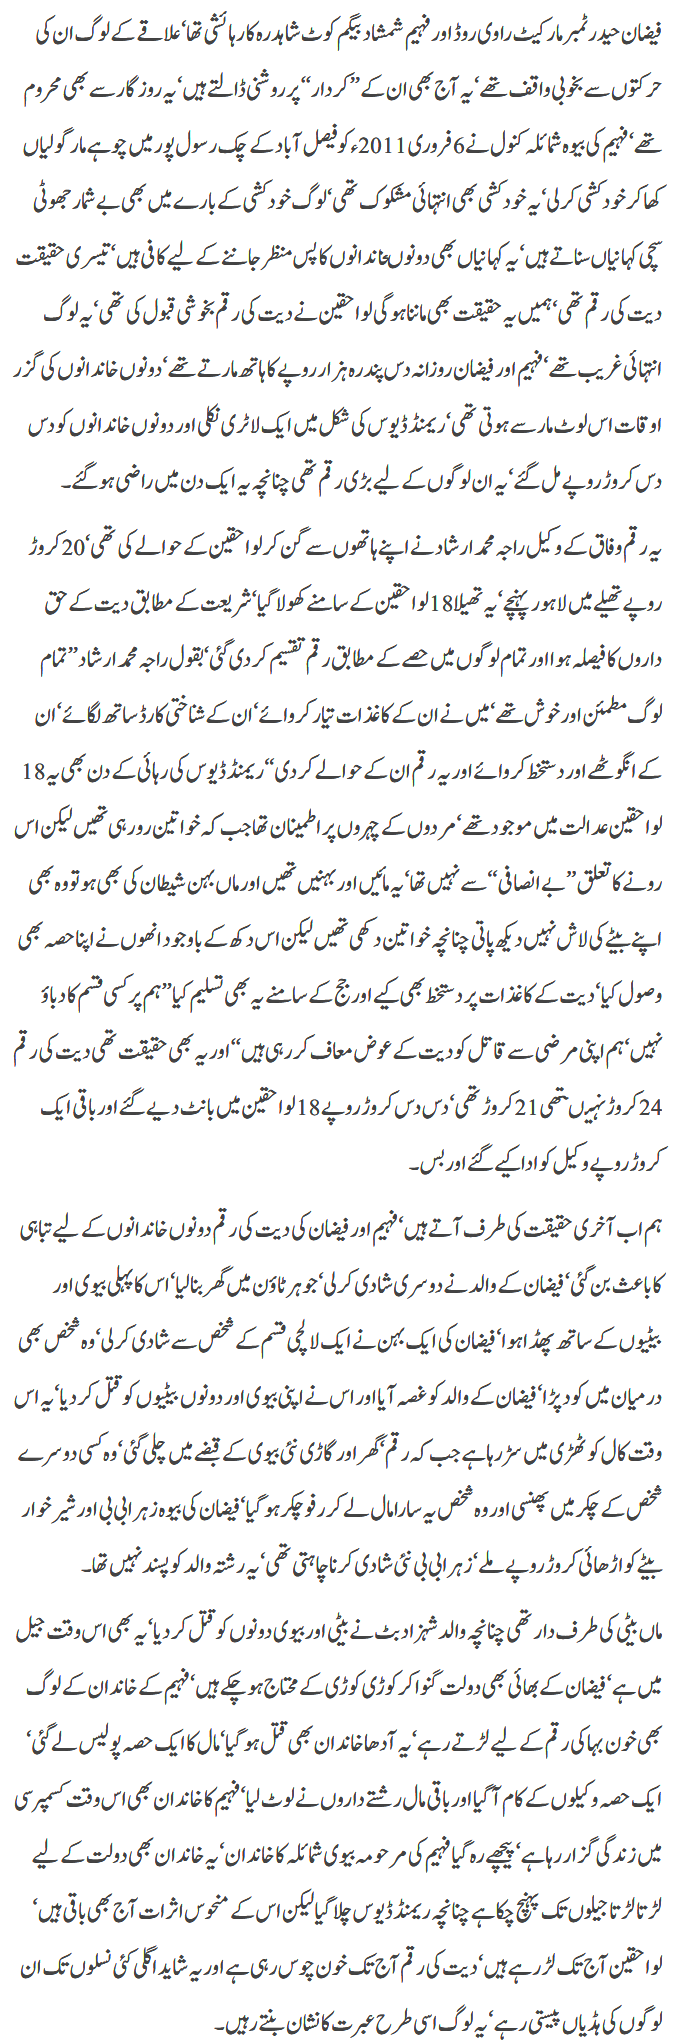 فیضان حیدر ٹمبر مارکیٹ راوی روڈ اور فہیم شمشاد بیگم کوٹ شاہدرہ کا رہائشی تھا‘ علاقے کے لوگ ان کی
حرکتوں سے بخوبی واقف تھے‘ یہ آج بھی ان کے ’’کردار‘‘ پر روشنی ڈالتے ہیں‘ یہ روزگار سے بھی محروم
تھے‘ فہیم کی بیوہ شمائلہ کنول نے 6 فروری 2011ء کو فیصل آباد کے چک رسول پور میں چوہے مار گولیاں
کھا کر خودکشی کر لی‘ یہ خودکشی بھی انتہائی مشکوک تھی‘ لوگ خودکشی کے بارے میں بھی بے شمار جھوٹی
سچی کہانیاں سناتے ہیں‘ یہ کہانیاں بھی دونوں خاندانوں کا پس منظر جاننے کے لیے کافی ہیں‘ تیسری حقیقت
دیت کی رقم تھی‘ ہمیں یہ حقیقت بھی ماننا ہوگی لواحقین نے دیت کی رقم بخوشی قبول کی تھی‘ یہ لوگ
انتہائی غریب تھے‘ فہیم اور فیضان روزانہ دس پندرہ ہزار روپے کا ہاتھ مارتے تھے‘ دونوں خاندانوں کی گزر
اوقات اس لوٹ مار سے ہوتی تھی‘ ریمنڈ ڈیوس کی شکل میں ایک لاٹری نکلی اور دونوں خاندانوں کو دس
دس کروڑ روپے مل گئے‘ یہ ان لوگوں کے لیے بڑی رقم تھی چنانچہ یہ ایک دن میں راضی ہو گئے۔
یہ رقم وفاق کے وکیل راجہ محمد ارشاد نے اپنے ہاتھوں سے گن کر لواحقین کے حوالے کی تھی‘ 20 کروڑ
روپے تھیلے میں لاہور پہنچے‘ یہ تھیلا 18 لواحقین کے سامنے کھولا گیا‘ شریعت کے مطابق دیت کے حق
داروں کا فیصلہ ہوا اور تمام لوگوں میں حصے کے مطابق رقم تقسیم کر دی گئی‘ بقول راجہ محمد ارشاد ’’تمام
لوگ مطمئن اور خوش تھے‘ میں نے ان کے کاغذات تیار کروائے‘ ان کے شناختی کارڈ ساتھ لگائے‘ ان
کے انگوٹھے اور دستخط کروائے اور یہ رقم ان کے حوالے کر دی‘‘ ریمنڈ ڈیوس کی رہائی کے دن بھی یہ 18
لواحقین عدالت میں موجود تھے‘ مردوں کے چہروں پر اطمینان تھا جب کہ خواتین رو رہی تھیں لیکن اس
رونے کا تعلق ’’بے انصافی‘‘ سے نہیں تھا‘ یہ مائیں اور بہنیں تھیں اور ماں بہن شیطان کی بھی ہو تو وہ بھی
اپنے بیٹے کی لاش نہیں دیکھ پاتی چنانچہ خواتین دکھی تھیں لیکن اس دکھ کے باوجود انھوں نے اپنا حصہ بھی
وصول کیا‘ دیت کے کاغذات پر دستخط بھی کیے اور جج کے سامنے یہ بھی تسلیم کیا ’’ہم پر کسی قسم کا دباؤ
نہیں‘ ہم اپنی مرضی سے قاتل کو دیت کے عوض معاف کر رہی ہیں‘‘ اور یہ بھی حقیقت تھی دیت کی رقم
24 کروڑ نہیں تھی 21 کروڑ تھی‘ دس دس کروڑ روپے 18 لواحقین میں بانٹ دیے گئے اور باقی ایک
کروڑ روپے وکیل کو ادا کیے گئے اور بس۔
ہم اب آخری حقیقت کی طرف آتے ہیں‘ فہیم اور فیضان کی دیت کی رقم دونوں خاندانوں کے لیے تباہی
کا باعث بن گئی‘ فیضان کے والد نے دوسری شادی کر لی‘ جوہر ٹاؤن میں گھر بنا لیا‘ اس کا پہلی بیوی اور
بیٹیوں کے ساتھ پھڈا ہوا‘ فیضان کی ایک بہن نے ایک لالچی قسم کے شخص سے شادی کر لی‘ وہ شخص بھی
درمیان میں کود پڑا‘ فیضان کے والد کو غصہ آیا اور اس نے اپنی بیوی اور دونوں بیٹیوں کو قتل کر دیا‘ یہ اس
وقت کال کوٹھڑی میں سڑ رہا ہے جب کہ رقم‘ گھر اور گاڑی نئی بیوی کے قبضے میں چلی گئی‘ وہ کسی دوسرے
شخص کے چکر میں پھنسی اور وہ شخص یہ سارا مال لے کر رفو چکر ہو گیا‘ فیضان کی بیوہ زہرا بی بی اور شیر خوار
بیٹے کو اڑھائی کروڑ روپے ملے‘ زہرا بی بی نئی شادی کرنا چاہتی تھی‘ یہ رشتہ والد کو پسند نہیں تھا۔
ماں بیٹی کی طرف دار تھی چنانچہ والد شہزاد بٹ نے بیٹی اور بیوی دونوں کو قتل کر دیا‘ یہ بھی اس وقت جیل
میں ہے‘ فیضان کے بھائی بھی دولت گنوا کر کوڑی کوڑی کے محتاج ہو چکے ہیں‘ فہیم کے خاندان کے لوگ
بھی خون بہا کی رقم کے لیے لڑتے رہے‘ یہ آدھا خاندان بھی قتل ہو گیا‘ مال کا ایک حصہ پولیس لے گئی‘
ایک حصہ وکیلوں کے کام آ گیا اور باقی مال رشتے داروں نے لوٹ لیا‘ فہیم کا خاندان بھی اس وقت کسمپرسی
میں زندگی گزار رہا ہے‘ پیچھے رہ گیا فہیم کی مرحومہ بیوی شمائلہ کا خاندان‘ یہ خاندان بھی دولت کے لیے
لڑتا لڑتا جیلوں تک پہنچ چکا ہے چنانچہ ریمنڈ ڈیوس چلا گیا لیکن اس کے منحوس اثرات آج بھی باقی ہیں‘
لواحقین آج تک لڑ رہے ہیں‘ دیت کی رقم آج تک خون چوس رہی ہے اور یہ شاید اگلی کئی نسلوں تک ان
لوگوں کی ہڈیاں پیستی رہے‘ یہ لوگ اسی طرح عبرت کا نشان بنتے رہیں۔